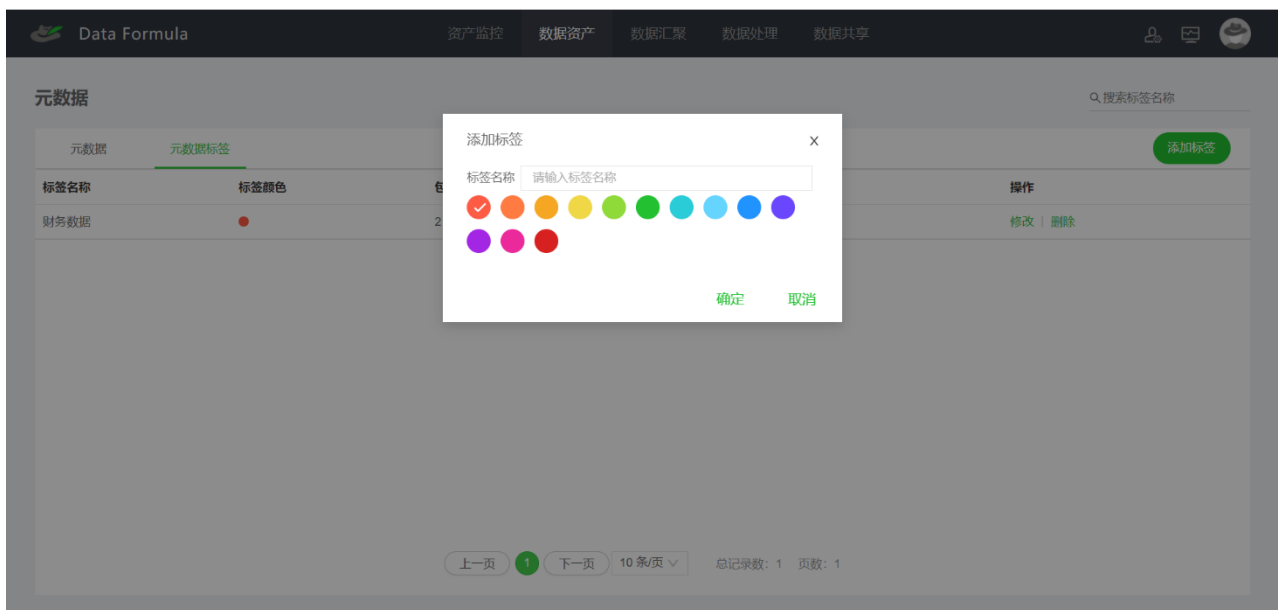 Data Formula 资产监控 数据资产 数据汇聚 数据处理 数据共享
元数据 搜索标签名称
添加标签 x
元数据 元数据标签 添加标签
标签名称 请输入标签名称
标签名称 标签颜色 操作
财务数据 2 修改 | 删除
确定 取消
上一页 1 下一页 10 条/页 总记录数: 1 页数: 1